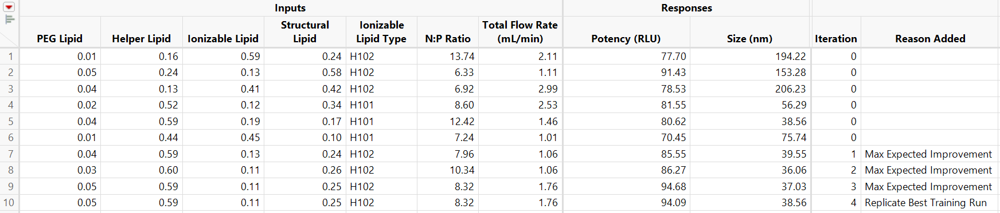 Inputs Responses
PEG Lipid Helper Lipid Ionizable Lipid Structural Lipid Ionizable Lipid Type N:P Ratio Total Flow Rate (mL/min) Potency (RLU) Size (nm) Iteration Reason Added
1 0.01 0.16 0.59 0.24 H102 13.74 2.11 77.70 194.22 0
2 0.05 0.24 0.13 0.58 H102 6.33 1.11 91.43 153.28 0
3 0.04 0.13 0.41 0.42 H102 6.92 2.99 78.53 206.23 0
4 0.02 0.52 0.12 0.34 H101 8.60 2.53 81.55 56.29 0
5 0.04 0.59 0.19 0.17 H101 12.42 1.46 80.62 38.56 0
6 0.01 0.44 0.45 0.10 H101 7.24 1.01 70.45 75.74 0
7 0.04 0.59 0.13 0.24 H102 7.96 1.06 85.55 39.55 1 Max Expected Improvement
8 0.03 0.60 0.11 0.26 H102 10.34 1.06 86.27 36.06 2 Max Expected Improvement
9 0.05 0.59 0.11 0.25 H102 8.32 1.76 94.68 37.03 3 Max Expected Improvement
10 0.05 0.59 0.11 0.25 H102 8.32 1.76 94.09 38.56 4 Replicate Best Training Run